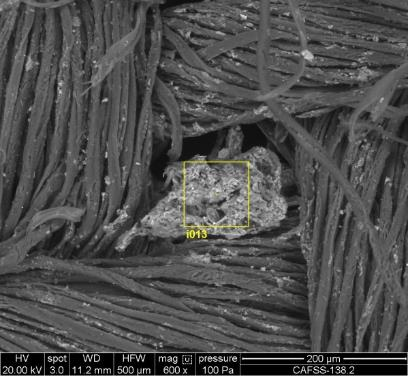 i013
HV spot WD HFW mag pressure 200 µm
20.00 kV 3.0 11.2 mm 500 µm 600 x 100 Pa CAFSS-138.2